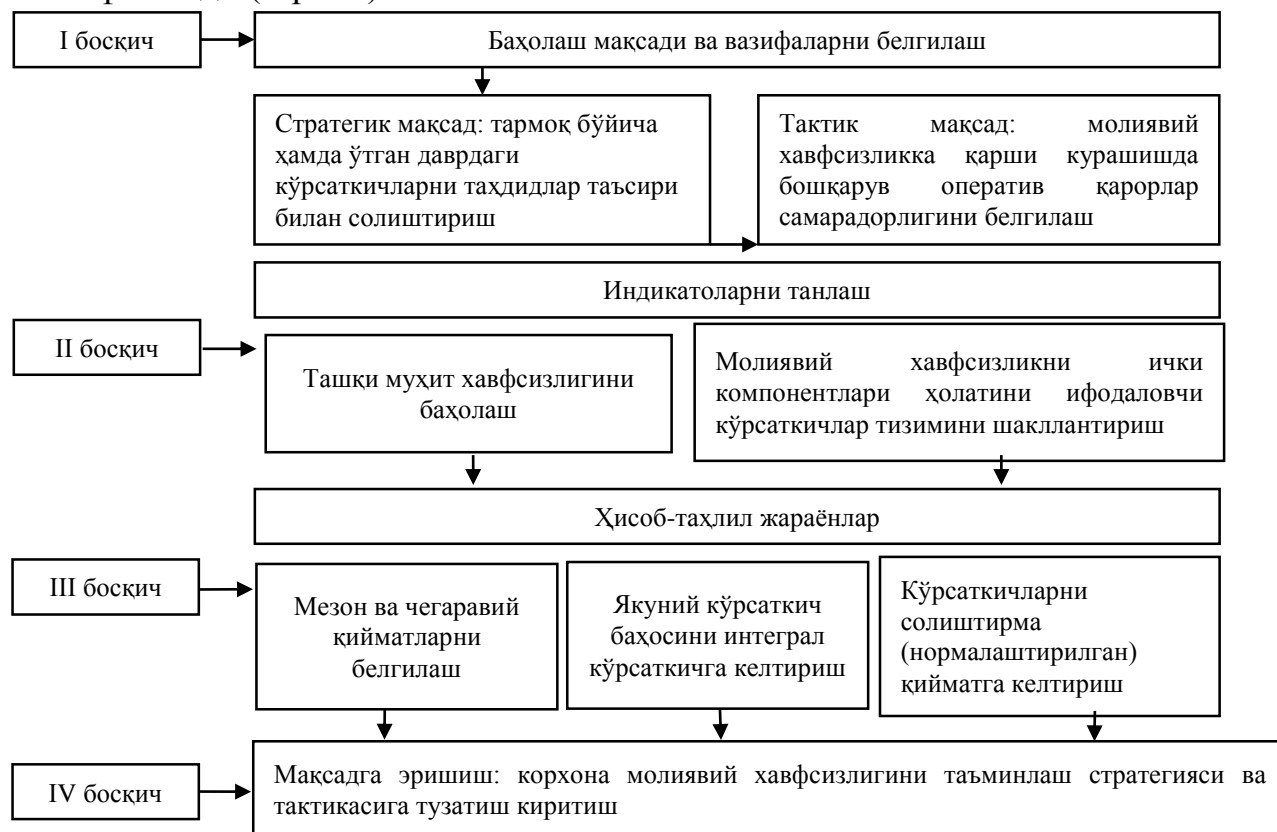 I босқич
Баҳолаш мақсади ва вазифаларни белгилаш
Стратегик мақсад: тармоқ бўйича
ҳамда ўтган даврдаги
кўрсаткичларни таҳдидлар таъсири
билан солиштириш
Тактик мақсад: молиявий
хавфсизликка қарши курашишда
бошқарув оператив қарорлар
самарадорлигини белгилаш
Индикатоларни танлаш
II босқич
Ташқи муҳит хавфсизлигини
баҳолаш
Молиявий хавфсизликни ички
компонентлари ҳолатини ифодаловчи
кўрсаткичлар тизимини шакллантириш
Ҳисоб-таҳлил жараёнлар
III босқич
Мезон ва чегаравий
қийматларни
белгилаш
Якуний кўрсаткич
баҳосини интеграл
кўрсаткичга келтириш
Кўрсаткичларни
солиштирма
(нормалаштирилган)
қийматга келтириш
IV босқич
Мақсадга эришиш: корхона молиявий хавфсизлигини таъминлаш стратегияси ва
тактикасига тузатиш киритиш